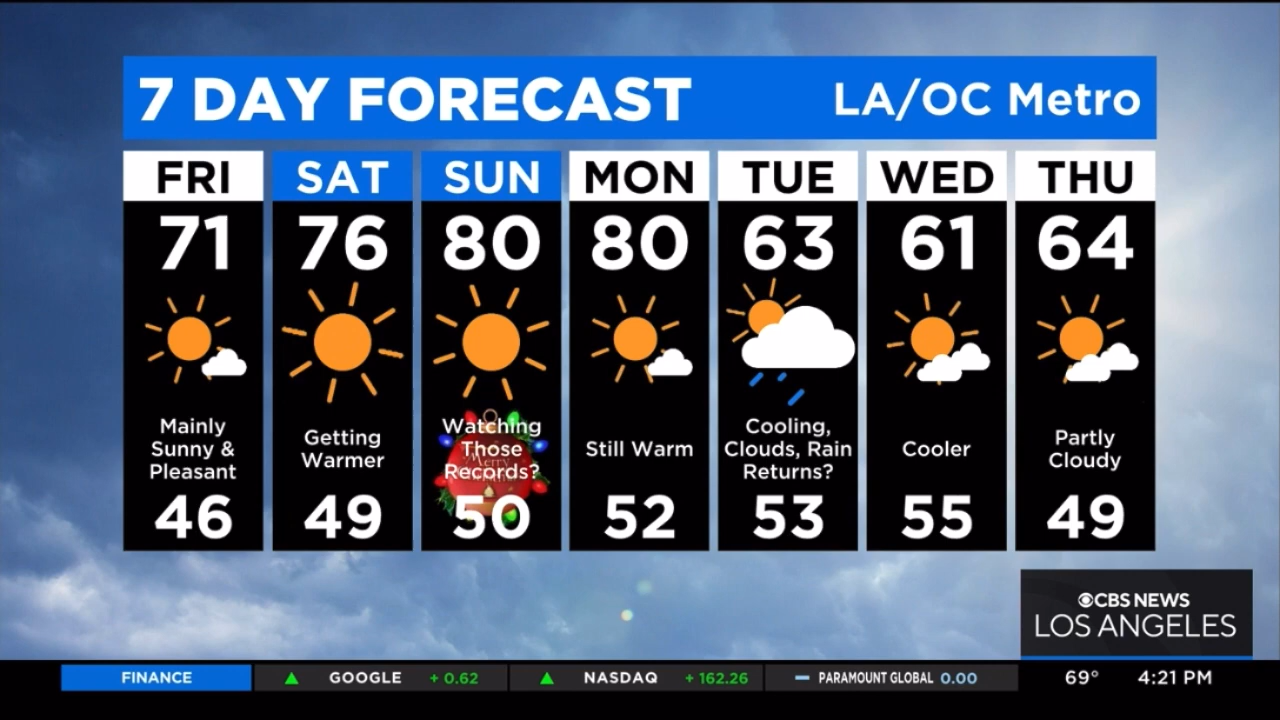 7 DAY FORECAST
LA/OC Metro
FRI
71
Mainly
Sunny &
Pleasant
46
SAT
76
Getting
Warmer
49
SUN
80
Watching
Those
Records?
Merry
50
MON
80
Still Warm
52
TUE
63
Cooling,
Clouds, Rain
Returns?
53
WED
61
Cooler
55
THU
64
Partly
Cloudy
49
CBS NEWS
LOS ANGELES
FINANCE
GOOGLE + 0.62
NASDAQ + 162.26
PARAMOUNT GLOBAL 0.00
69°
4:21 PM